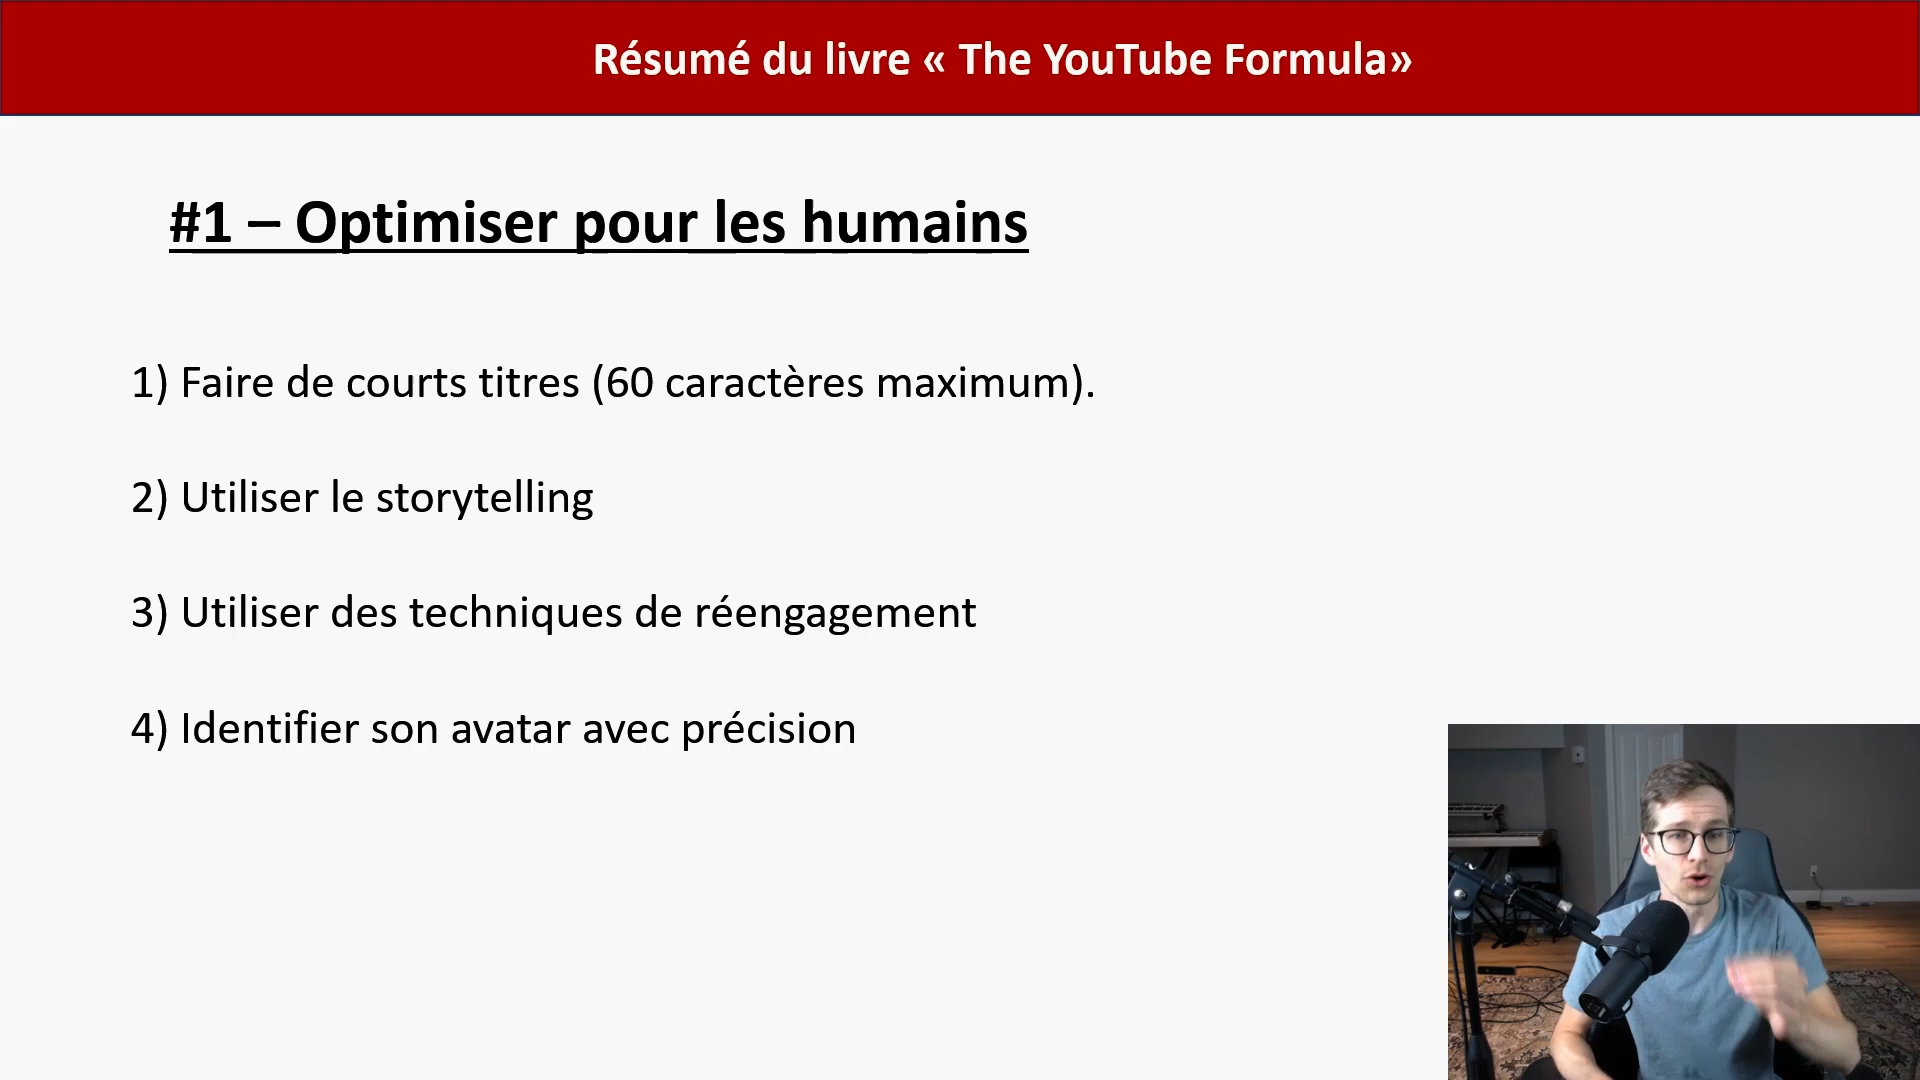 Résumé du livre « The YouTube Formula»
#1 – Optimiser pour les humains
1) Faire de courts titres (60 caractères maximum).
2) Utiliser le storytelling
3) Utiliser des techniques de réengagement
4) Identifier son avatar avec précision